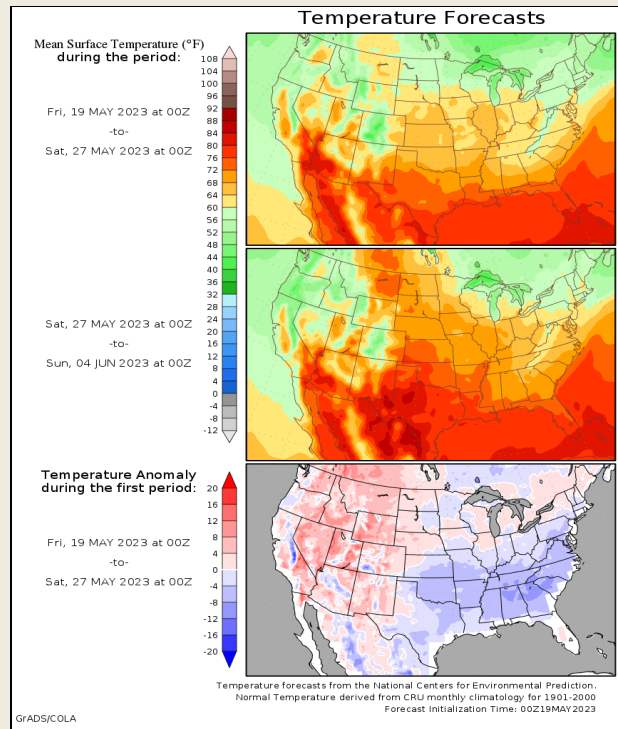 Temperature Forecasts
Mean Surface Temperature (°F)
during the period:
108
104
100
96
92
88
84
80
76
72
68
64
60
56
52
48
44
40
36
32
28
24
20
16
12
8
4
0
-4
-8
-12
Fri, 19 MAY 2023 at 00Z
-to-
Sat, 27 MAY 2023 at 00Z
Sat, 27 MAY 2023 at 00Z
-to-
Sun, 04 JUN 2023 at 00Z
Temperature Anomaly
during the first period:
20
16
12
8
4
0
-4
-8
-12
-16
-20
Fri, 19 MAY 2023 at 00Z
-to-
Sat, 27 MAY 2023 at 00Z
Temperature forecasts from the National Centers for Environmental Prediction.
Normal Temperature derived from CRU monthly climatology for 1901-2000
Forecast Initialization Time: 00Z19MAY2023
GrADS/COLA